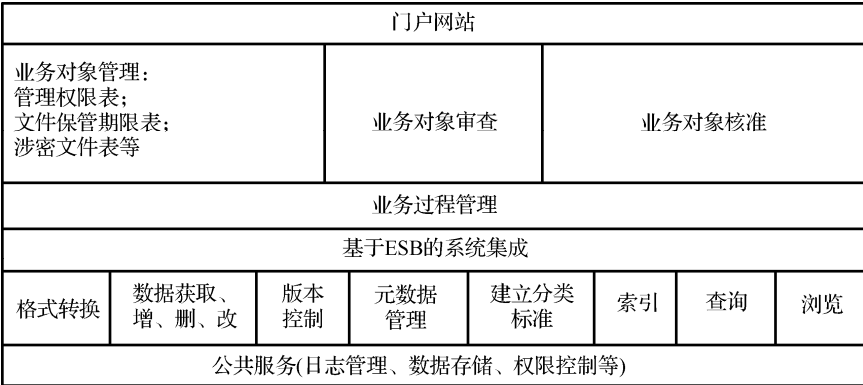 门户网站
业务对象管理:
管理权限表;
文件保管期限表;
涉密文件表等
业务对象审查
业务对象核准
业务过程管理
基于ESB的系统集成
格式转换
数据获取、
增、删、改
版本
控制
元数据
管理
建立分类
标准
索引
查询
浏览
公共服务(日志管理、数据存储、权限控制等)